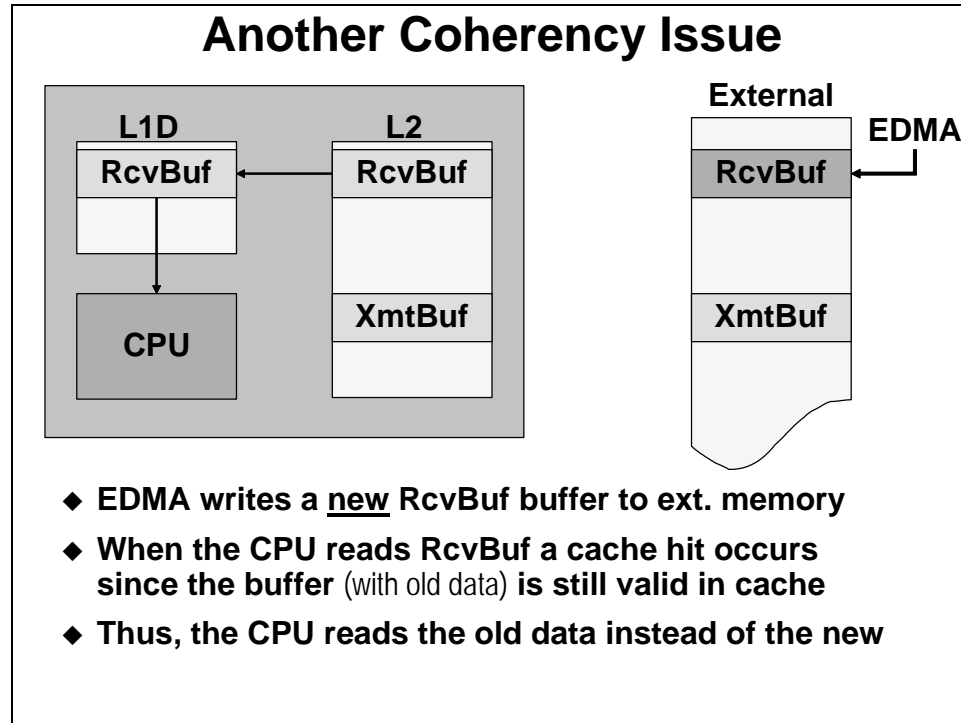 Another Coherency Issue
External
L1D
L2
EDMA
RcvBuf
RcvBuf
RcvBuf
XmtBuf
XmtBuf
CPU
◆ EDMA writes a new RcvBuf buffer to ext. memory
◆ When the CPU reads RcvBuf a cache hit occurs
since the buffer (with old data) is still valid in cache
◆ Thus, the CPU reads the old data instead of the new